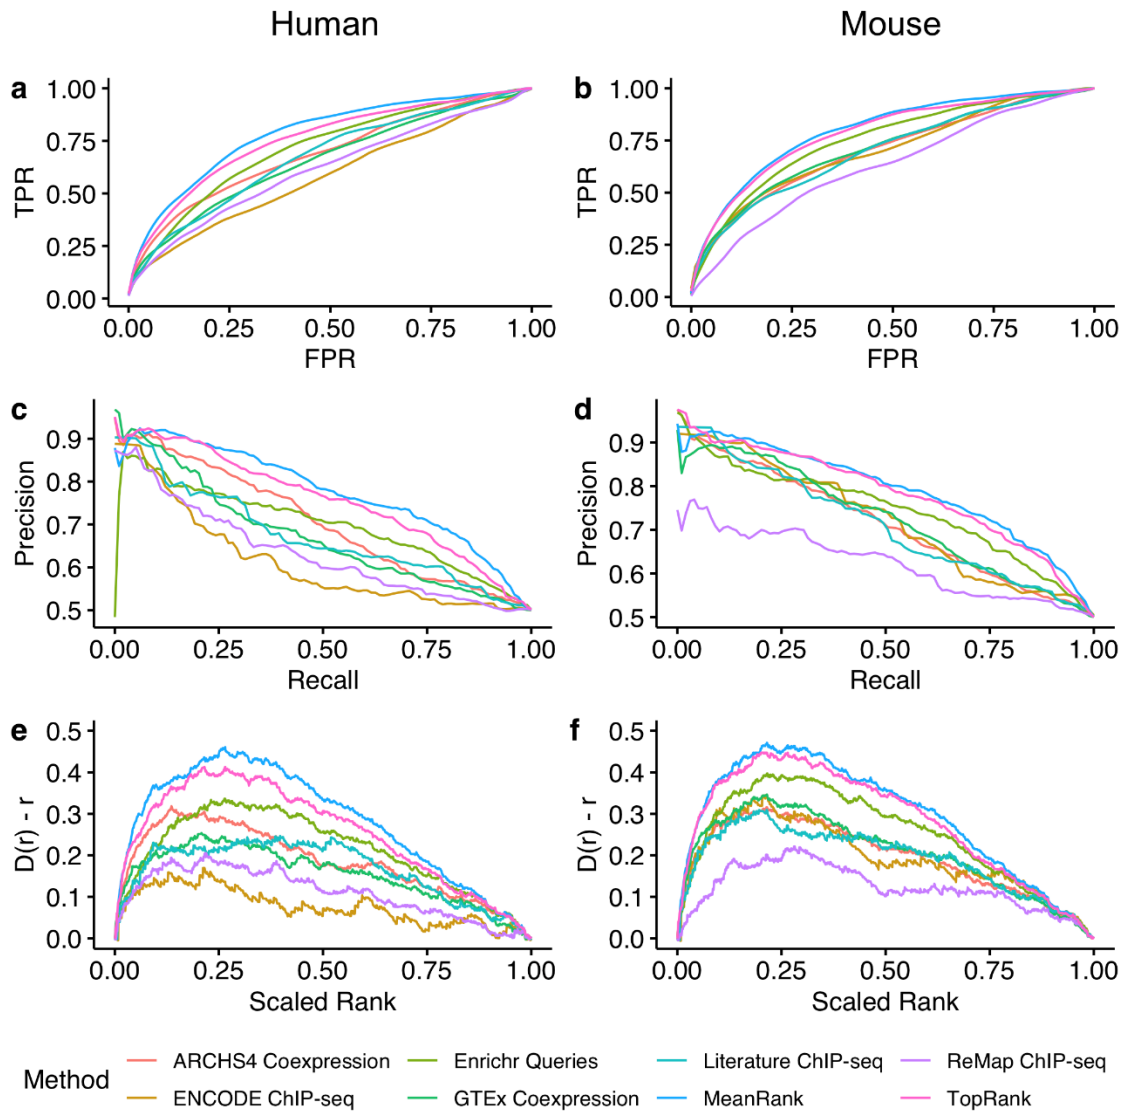 Human
Mouse
a
1.00
0.75
0.50
0.25
0.00
TPR
0.00 0.25 0.50 0.75 1.00
FPR
b
1.00
0.75
0.50
0.25
0.00
TPR
0.00 0.25 0.50 0.75 1.00
FPR
c
0.9
0.8
0.7
0.6
0.5
Precision
0.00 0.25 0.50 0.75 1.00
Recall
d
0.9
0.8
0.7
0.6
0.5
Precision
0.00 0.25 0.50 0.75 1.00
Recall
e
0.5
0.4
0.3
0.2
0.1
0.0
D(r) - r
0.00 0.25 0.50 0.75 1.00
Scaled Rank
f
0.5
0.4
0.3
0.2
0.1
0.0
D(r) - r
0.00 0.25 0.50 0.75 1.00
Scaled Rank
Method
ARCHS4 Coexpression
Enrichr Queries
Literature ChIP-seq
ReMap ChIP-seq
ENCODE ChIP-seq
GTEx Coexpression
MeanRank
TopRank